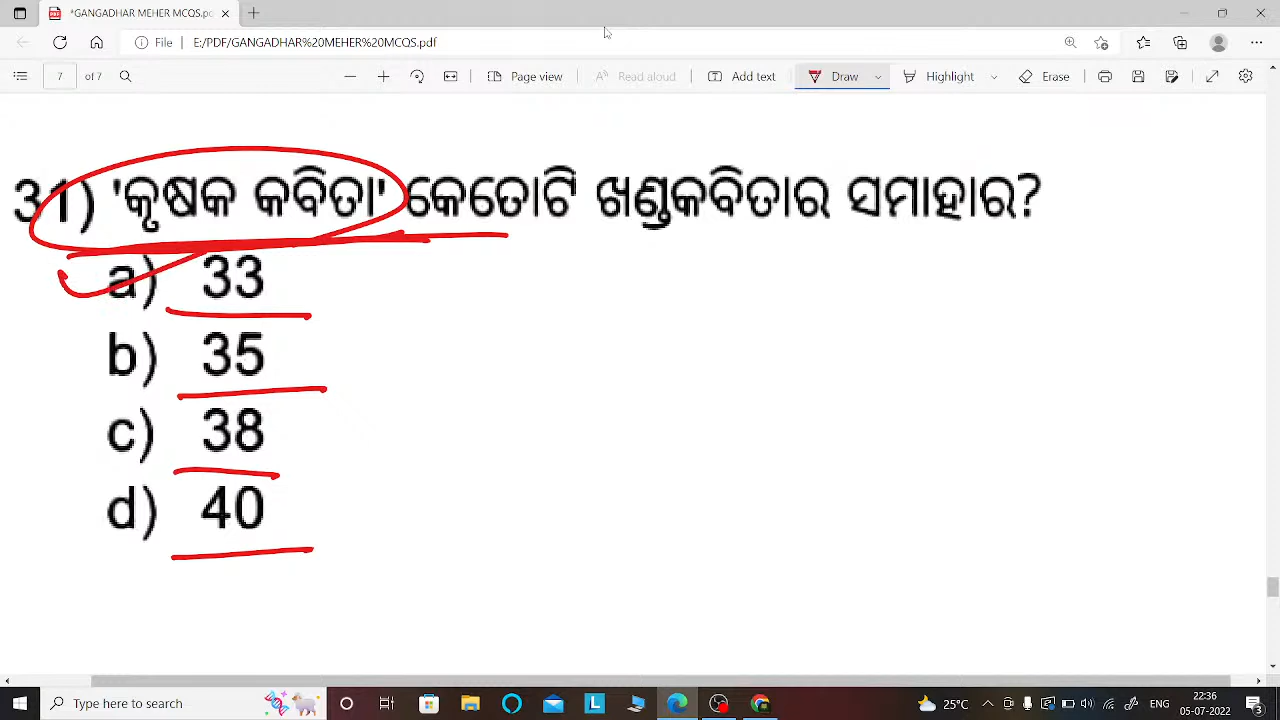 *GANGADHAR MEHER MCQS.pd
File E:/PDF/GANGADHAR%20MEHER%20MCQS.pdf
7 of 7 Page view Read aloud Add text Draw Highlight Erase
31) 'କୃଷକ କବିତା' କେତୋଟି ଖଣ୍ଡକବିତାର ସମାହାର?
a) 33
b) 35
c) 38
d) 40
Type here to search
25°C ENG 22:36
05-07-2022